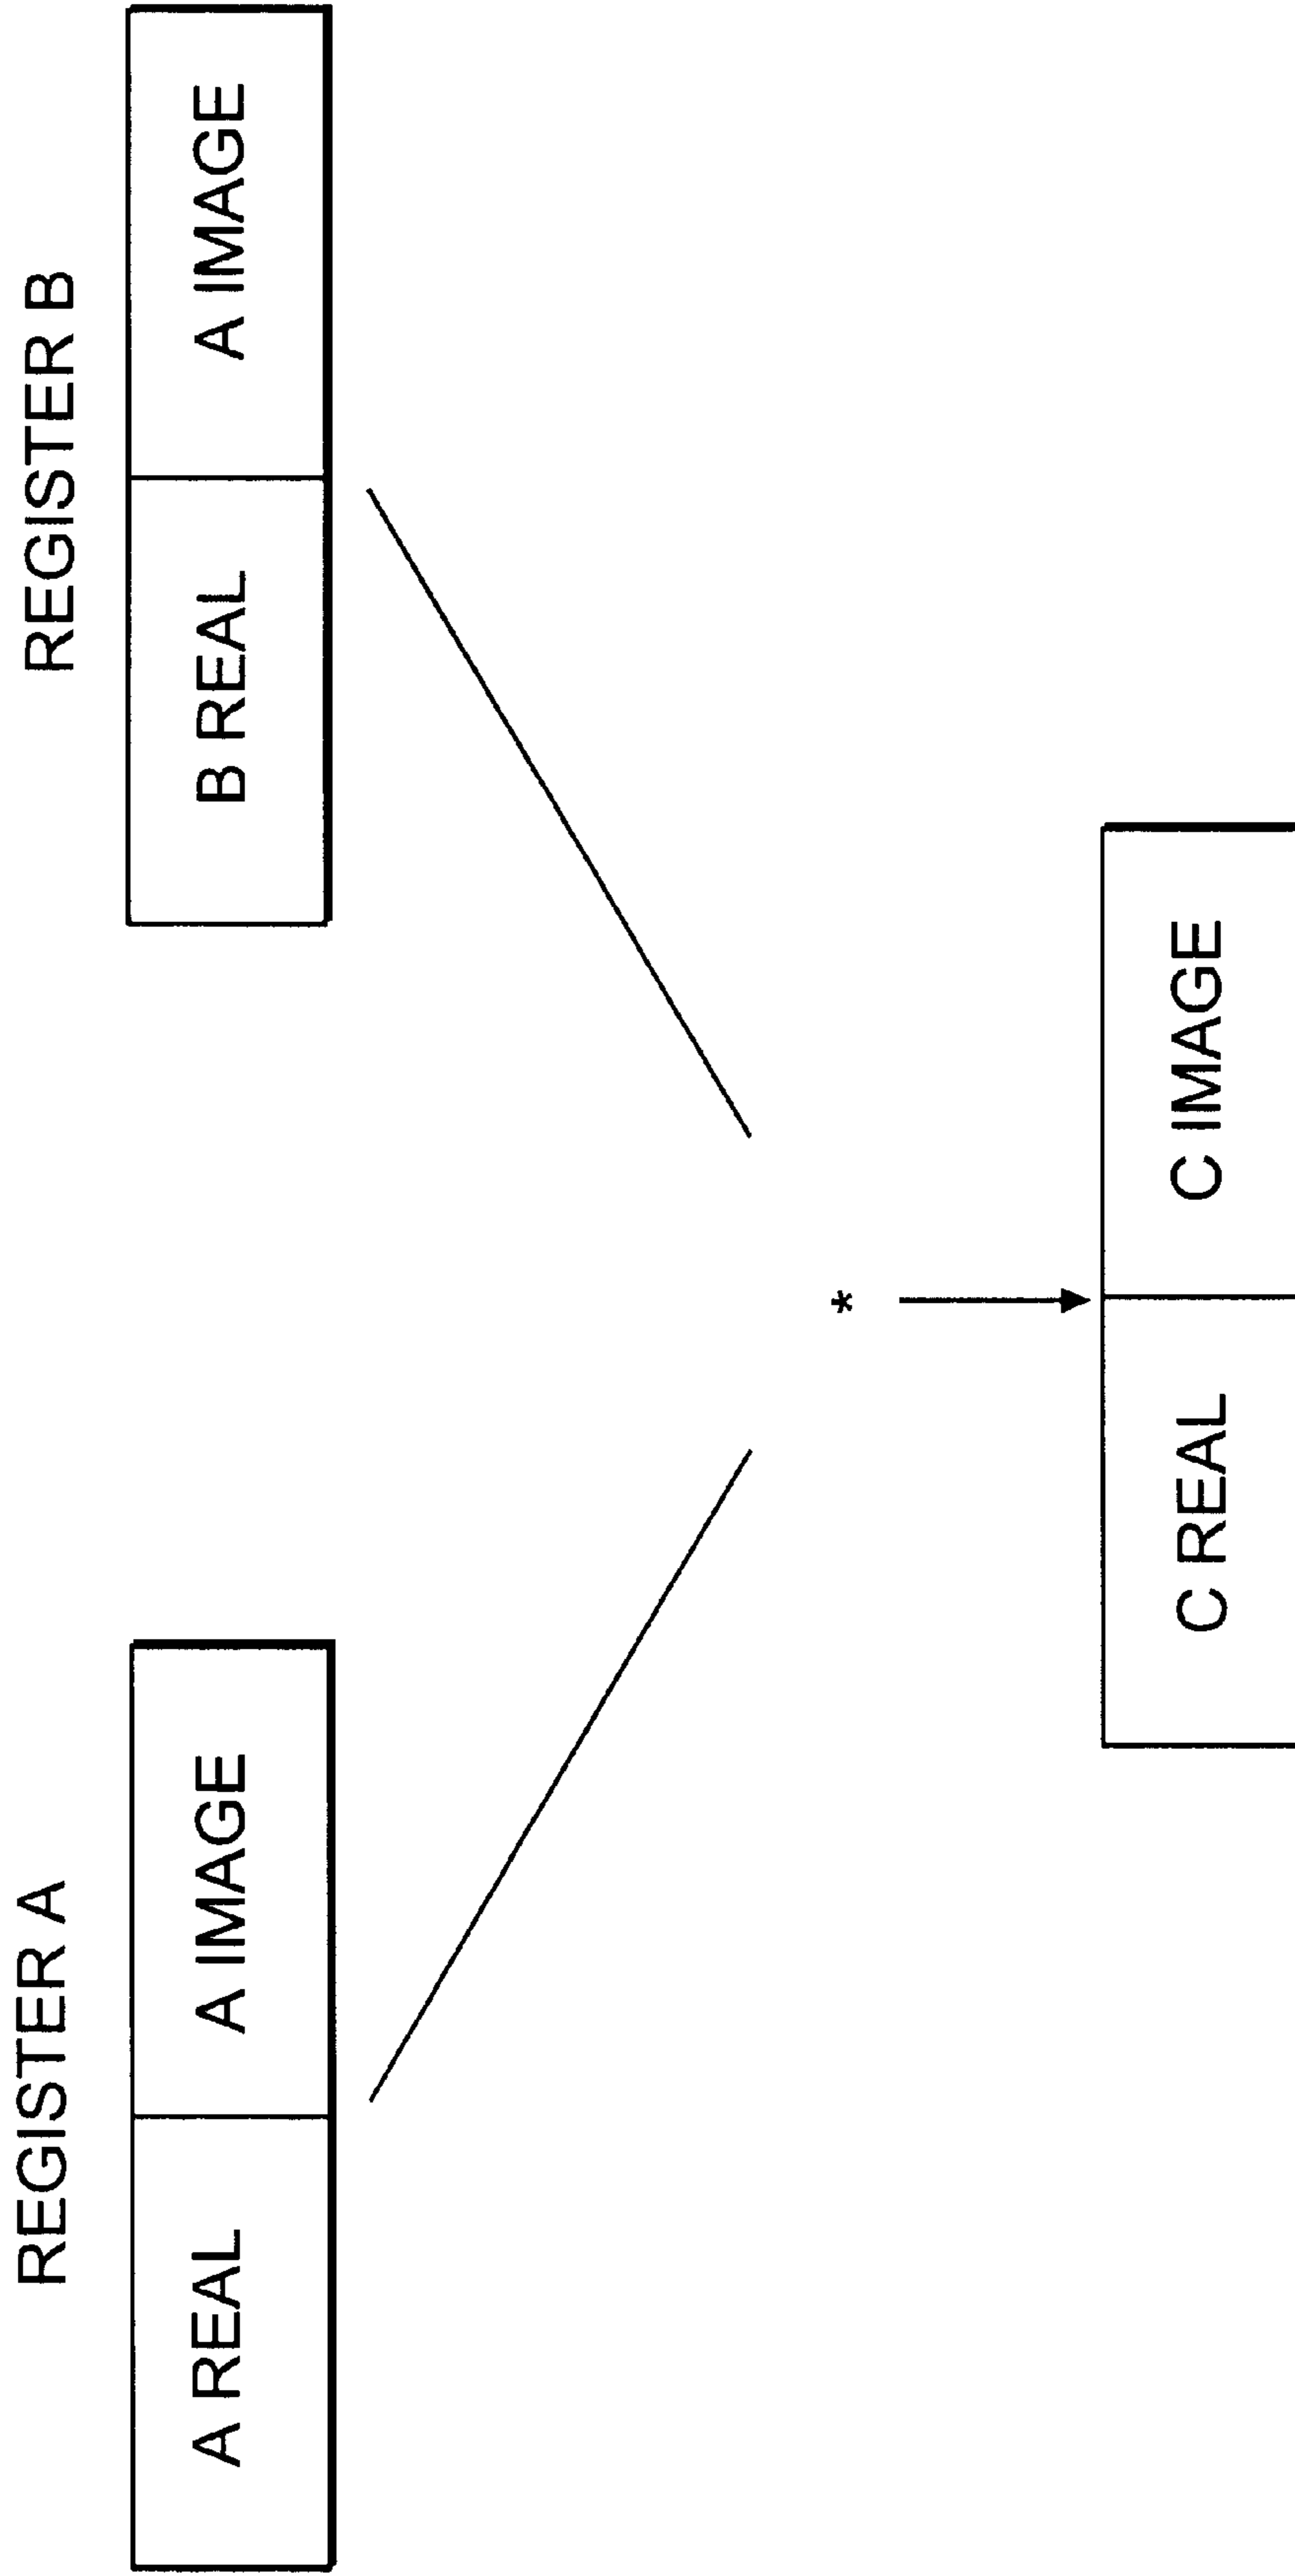 REGISTER A
REGISTER B
A REAL
A IMAGE
B REAL
A IMAGE
*
C REAL
C IMAGE